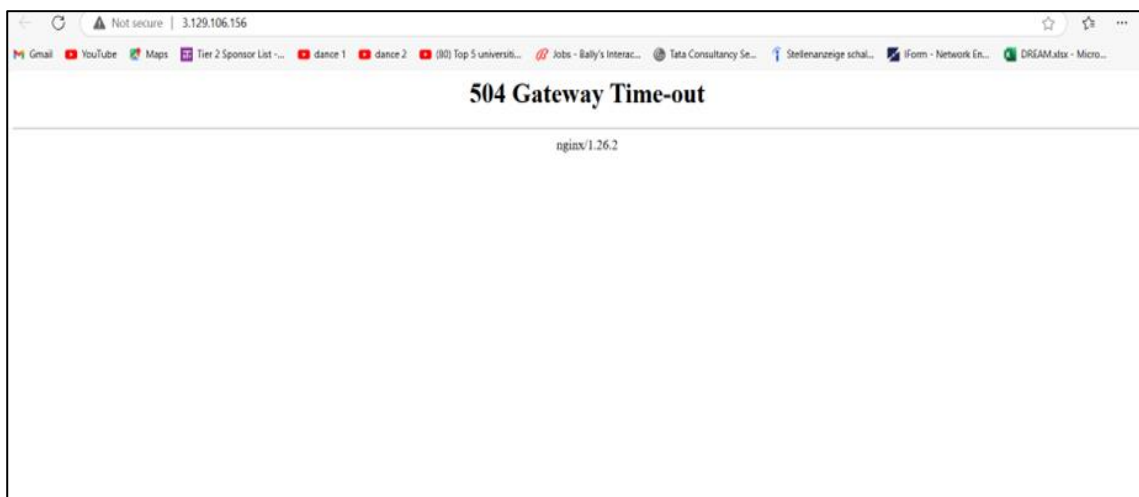 Not secure | 3.129.106.156
Gmail YouTube Maps Tier 2 Sponsor List -... dance 1 dance 2 (80) Top 5 universiti... Jobs - Bally's Interac... Tata Consultancy Se... Stellenanzeige schal... IForm - Network En... DREAM.xlsx - Micro...
504 Gateway Time-out
nginx/1.26.2